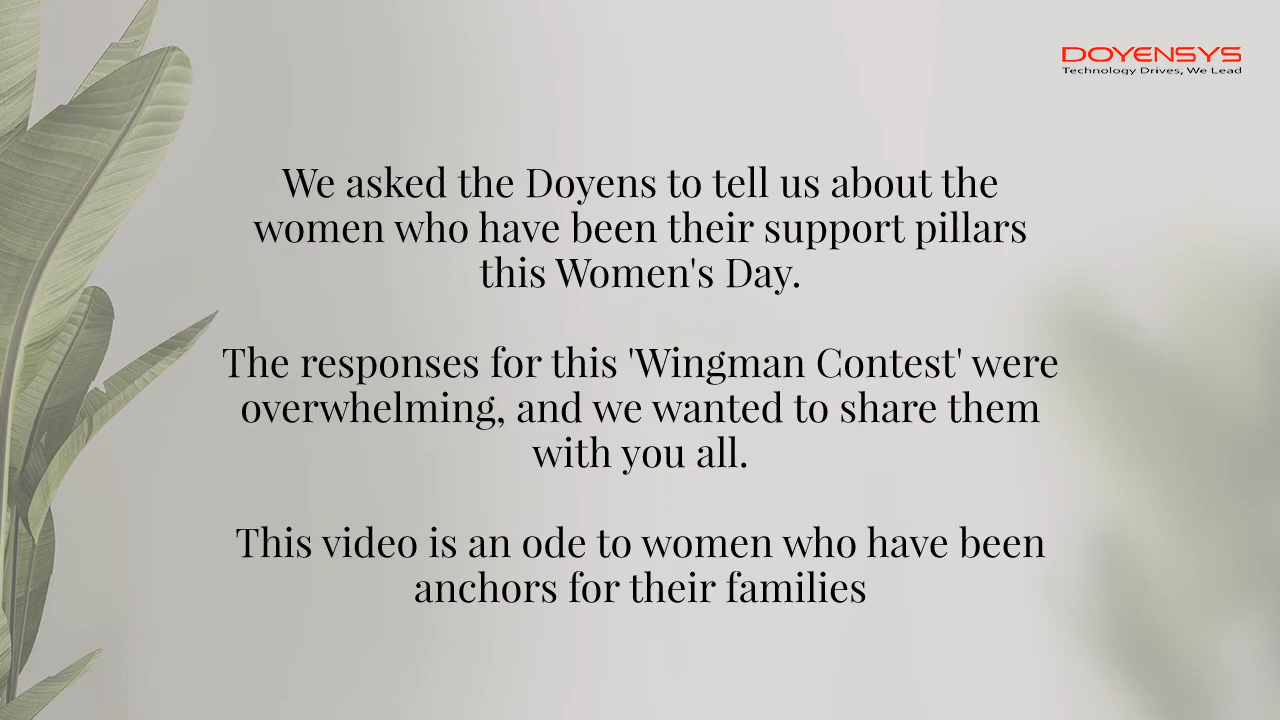 DOYENSYS
Technology Drives, We Lead
We asked the Doyens to tell us about the
women who have been their support pillars
this Women's Day.
The responses for this 'Wingman Contest' were
overwhelming, and we wanted to share them
with you all.
This video is an ode to women who have been
anchors for their families